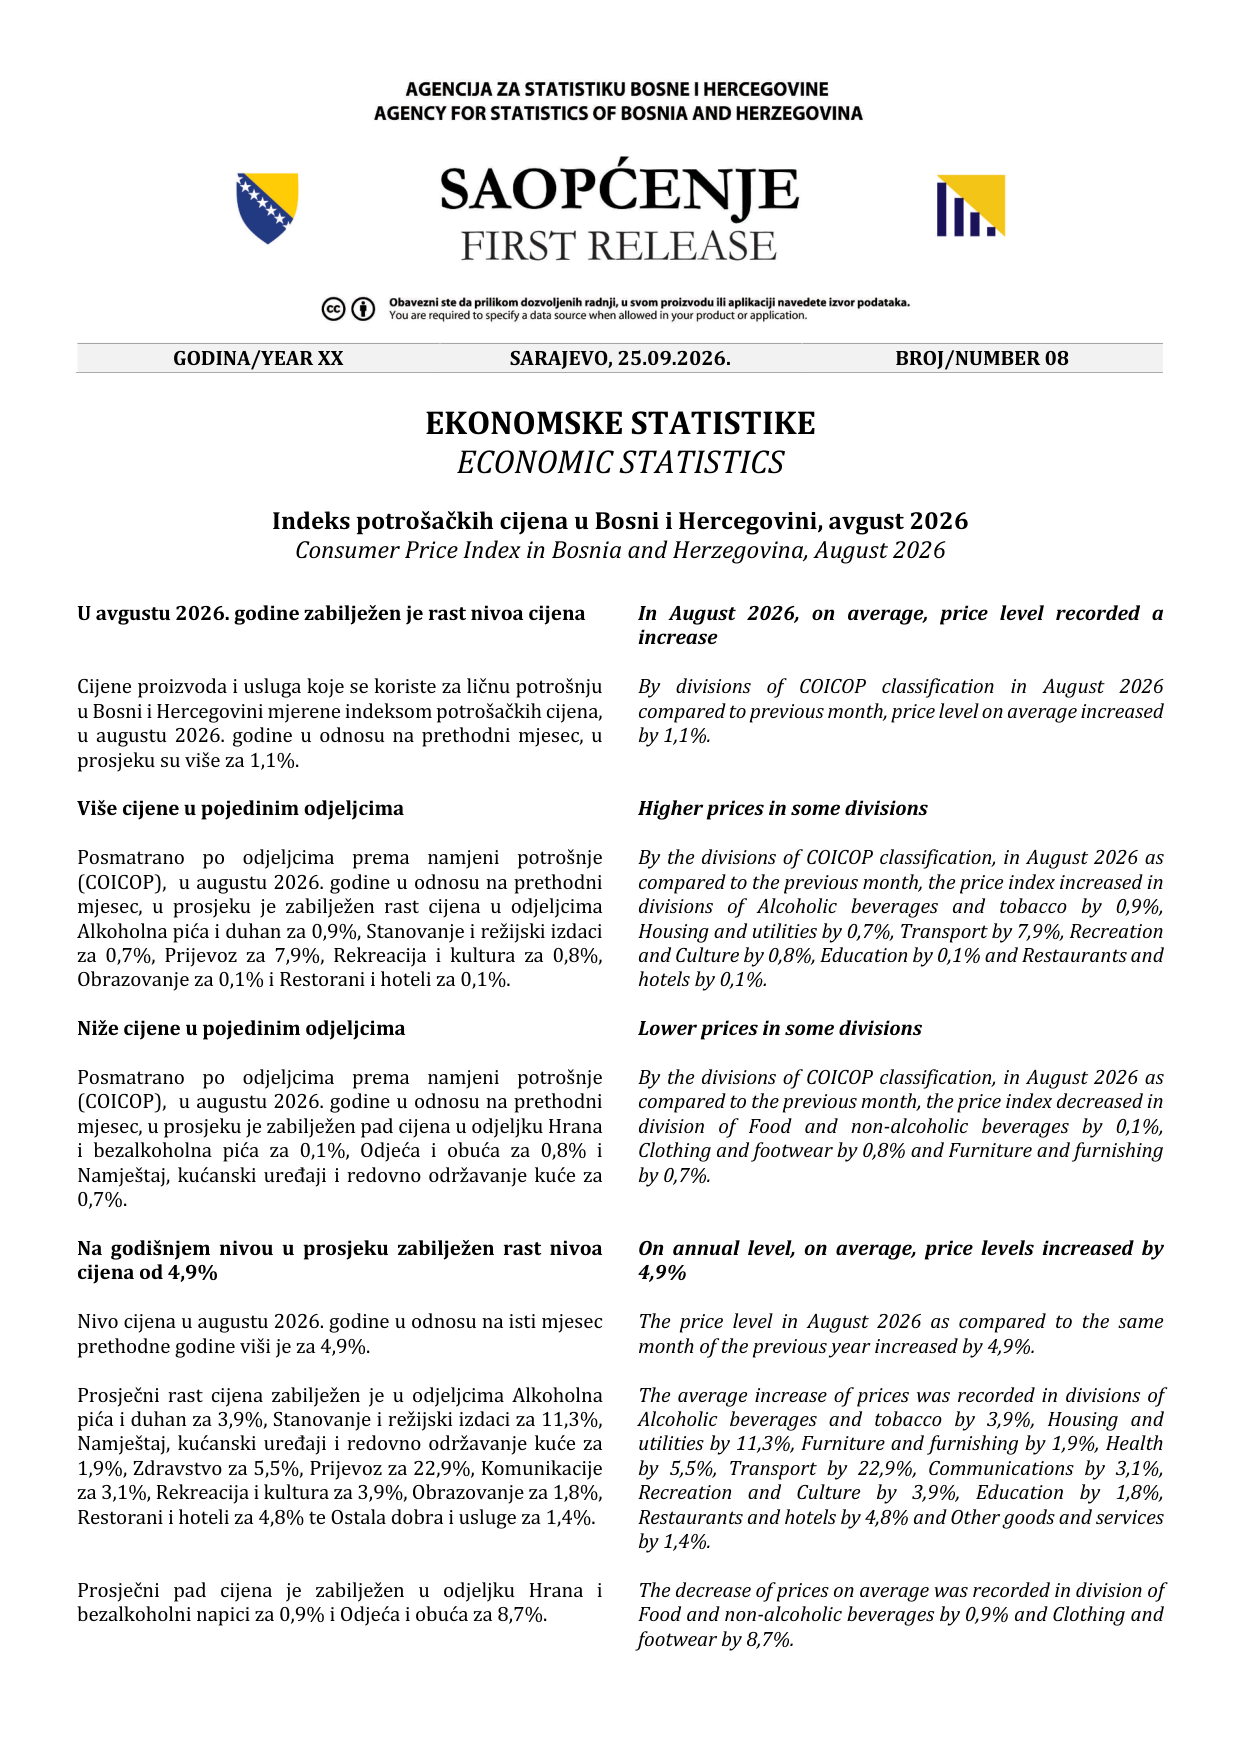 AGENCIJA ZA STATISTIKU BOSNE I HERCEGOVINE
AGENCY FOR STATISTICS OF BOSNIA AND HERZEGOVINA
SAOPĆENJE
FIRST RELEASE
cc
Obavezni ste da prilikom dozvoljenih radnji, u svom proizvodu ili aplikaciji navedete izvor podataka.
You are required to specify a data source when allowed in your product or application.
GODINA/YEAR XX SARAJEVO, 25.09.2026. BROJ/NUMBER 08
EKONOMSKE STATISTIKE
ECONOMIC STATISTICS
Indeks potrošačkih cijena u Bosni i Hercegovini, avgust 2026
Consumer Price Index in Bosnia and Herzegovina, August 2026
U avgustu 2026. godine zabilježen je rast nivoa cijena
Cijene proizvoda i usluga koje se koriste za ličnu potrošnju
u Bosni i Hercegovini mjerene indeksom potrošačkih cijena,
u augustu 2026. godine u odnosu na prethodni mjesec, u
prosjeku su više za 1,1%.
Više cijene u pojedinim odjeljcima
Posmatrano po odjeljcima prema namjeni potrošnje
(COICOP), u augustu 2026. godine u odnosu na prethodni
mjesec, u prosjeku je zabilježen rast cijena u odjeljcima
Alkoholna pića i duhan za 0,9%, Stanovanje i režijski izdaci
za 0,7%, Prijevoz za 7,9%, Rekreacija i kultura za 0,8%,
Obrazovanje za 0,1% i Restorani i hoteli za 0,1%.
Niže cijene u pojedinim odjeljcima
Posmatrano po odjeljcima prema namjeni potrošnje
(COICOP), u augustu 2026. godine u odnosu na prethodni
mjesec, u prosjeku je zabilježen pad cijena u odjeljku Hrana
i bezalkoholna pića za 0,1%, Odjeća i obuća za 0,8% i
Namještaj, kućanski uređaji i redovno održavanje kuće za
0,7%.
Na godišnjem nivou u prosjeku zabilježen rast nivoa
cijena od 4,9%
Nivo cijena u augustu 2026. godine u odnosu na isti mjesec
prethodne godine viši je za 4,9%.
Prosječni rast cijena zabilježen je u odjeljcima Alkoholna
pića i duhan za 3,9%, Stanovanje i režijski izdaci za 11,3%,
Namještaj, kućanski uređaji i redovno održavanje kuće za
1,9%, Zdravstvo za 5,5%, Prijevoz za 22,9%, Komunikacije
za 3,1%, Rekreacija i kultura za 3,9%, Obrazovanje za 1,8%,
Restorani i hoteli za 4,8% te Ostala dobra i usluge za 1,4%.
Prosječni pad cijena je zabilježen u odjeljku Hrana i
bezalkoholni napici za 0,9% i Odjeća i obuća za 8,7%.
In August 2026, on average, price level recorded a
increase
By divisions of COICOP classification in August 2026
compared to previous month, price level on average increased
by 1,1%.
Higher prices in some divisions
By the divisions of COICOP classification, in August 2026 as
compared to the previous month, the price index increased in
divisions of Alcoholic beverages and tobacco by 0,9%,
Housing and utilities by 0,7%, Transport by 7,9%, Recreation
and Culture by 0,8%, Education by 0,1% and Restaurants and
hotels by 0,1%.
Lower prices in some divisions
By the divisions of COICOP classification, in August 2026 as
compared to the previous month, the price index decreased in
division of Food and non-alcoholic beverages by 0,1%,
Clothing and footwear by 0,8% and Furniture and furnishing
by 0,7%.
On annual level, on average, price levels increased by
4,9%
The price level in August 2026 as compared to the same
month of the previous year increased by 4,9%.
The average increase of prices was recorded in divisions of
Alcoholic beverages and tobacco by 3,9%, Housing and
utilities by 11,3%, Furniture and furnishing by 1,9%, Health
by 5,5%, Transport by 22,9%, Communications by 3,1%,
Recreation and Culture by 3,9%, Education by 1,8%,
Restaurants and hotels by 4,8% and Other goods and services
by 1,4%.
The decrease of prices on average was recorded in division of
Food and non-alcoholic beverages by 0,9% and Clothing and
footwear by 8,7%.